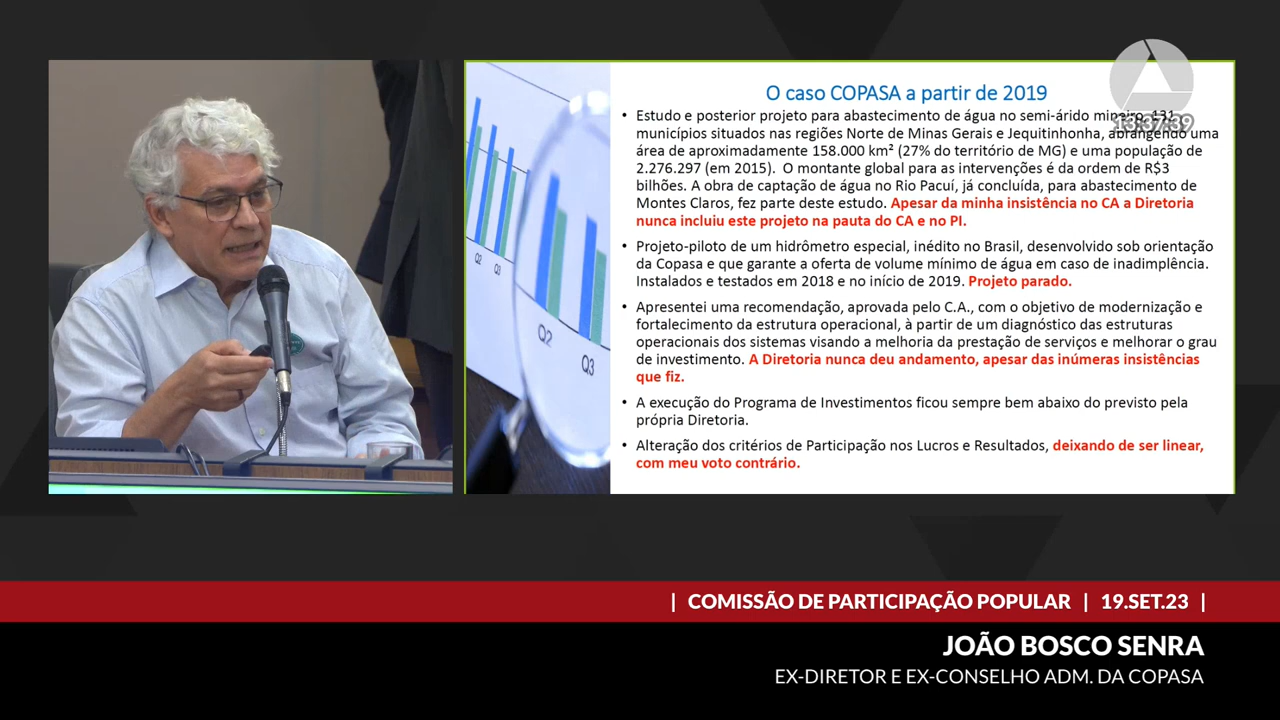 O caso COPASA a partir de 2019
• Estudo e posterior projeto para abastecimento de água no semi-árido mineiro, 131
municípios situados nas regiões Norte de Minas Gerais e Jequitinhonha, abrangendo uma
área de aproximadamente 158.000 km² (27% do território de MG) e uma população de
2.276.297 (em 2015). O montante global para as intervenções é da ordem de R$3
bilhões. A obra de captação de água no Rio Pacuí, já concluída, para abastecimento de
Montes Claros, fez parte deste estudo. Apesar da minha insistência no CA a Diretoria
nunca incluiu este projeto na pauta do CA e no PI.
• Projeto-piloto de um hidrômetro especial, inédito no Brasil, desenvolvido sob orientação
da Copasa e que garante a oferta de volume mínimo de água em caso de inadimplência.
Instalados e testados em 2018 e no início de 2019. Projeto parado.
• Apresentei uma recomendação, aprovada pelo C.A., com o objetivo de modernização e
fortalecimento da estrutura operacional, à partir de um diagnóstico das estruturas
operacionais dos sistemas visando a melhoria da prestação de serviços e melhorar o grau
de investimento. A Diretoria nunca deu andamento, apesar das inúmeras insistências
que fiz.
• A execução do Programa de Investimentos ficou sempre bem abaixo do previsto pela
própria Diretoria.
• Alteração dos critérios de Participação nos Lucros e Resultados, deixando de ser linear,
com meu voto contrário.
13:37:39
Q2
Q3
Q2
Q3
| COMISSÃO DE PARTICIPAÇÃO POPULAR | 19.SET.23 |
JOÃO BOSCO SENRA
EX-DIRETOR E EX-CONSELHO ADM. DA COPASA